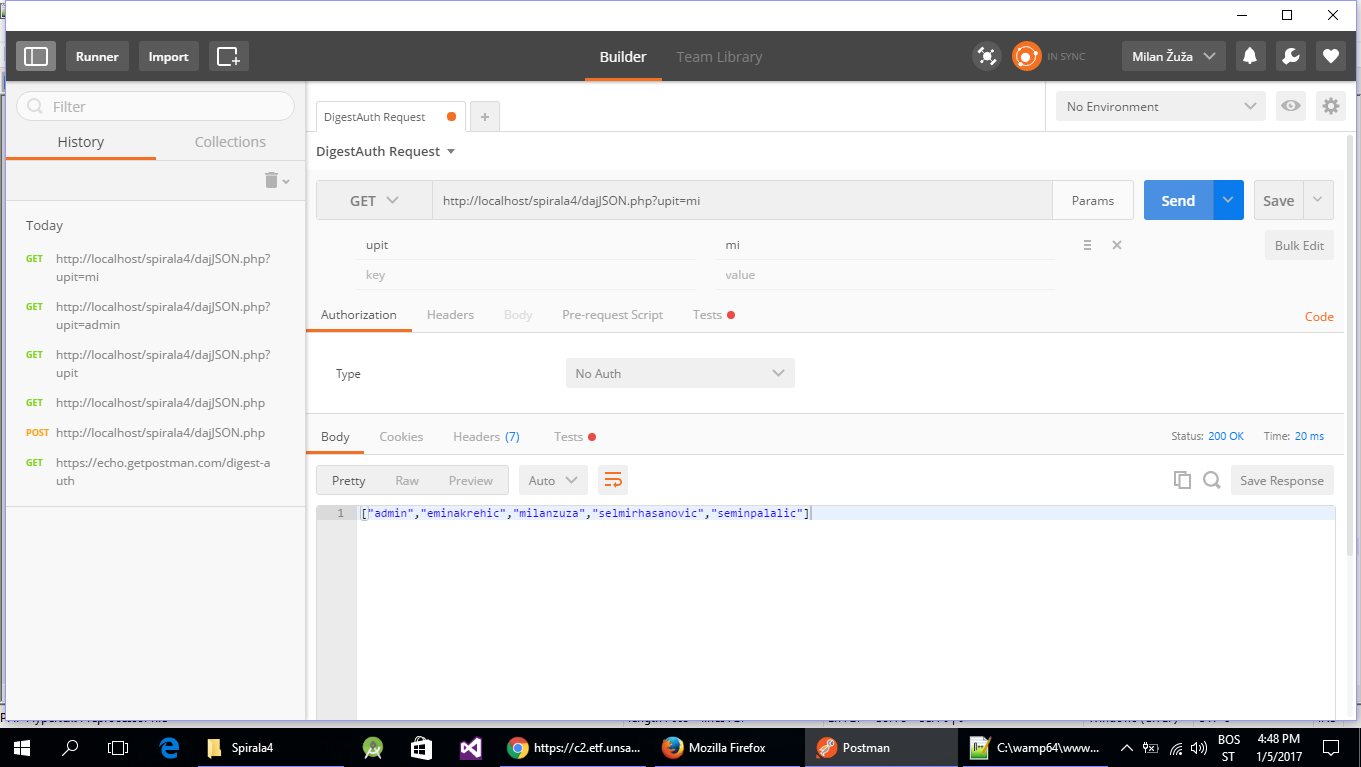 Runner
Import
Builder
Team Library
IN SYNC
Milan Žuža
Filter
History
Collections
Today
GET http://localhost/spirala4/dajJSON.php?
upit=mi
GET http://localhost/spirala4/dajJSON.php?
upit=admin
GET http://localhost/spirala4/dajJSON.php?
upit
GET http://localhost/spirala4/dajJSON.php
POST http://localhost/spirala4/dajJSON.php
GET https://echo.getpostman.com/digest-a
uth
DigestAuth Request
+
No Environment
DigestAuth Request
GET
http://localhost/spirala4/dajJSON.php?upit=mi
Params
Send
Save
upit
mi
Bulk Edit
key
value
Authorization
Headers
Body
Pre-request Script
Tests
Code
Type
No Auth
Body
Cookies
Headers (7)
Tests
Status: 200 OK
Time: 20 ms
Pretty
Raw
Preview
Auto
Save Response
1 ["admin","eminakrehic","milanzuza","selmirhasanovic","seminpalalic"]
Spirala4
https://c2.etf.unsa...
Mozilla Firefox
Postman
C:\wamp64\www...
BOS
ST
4:48 PM
1/5/2017